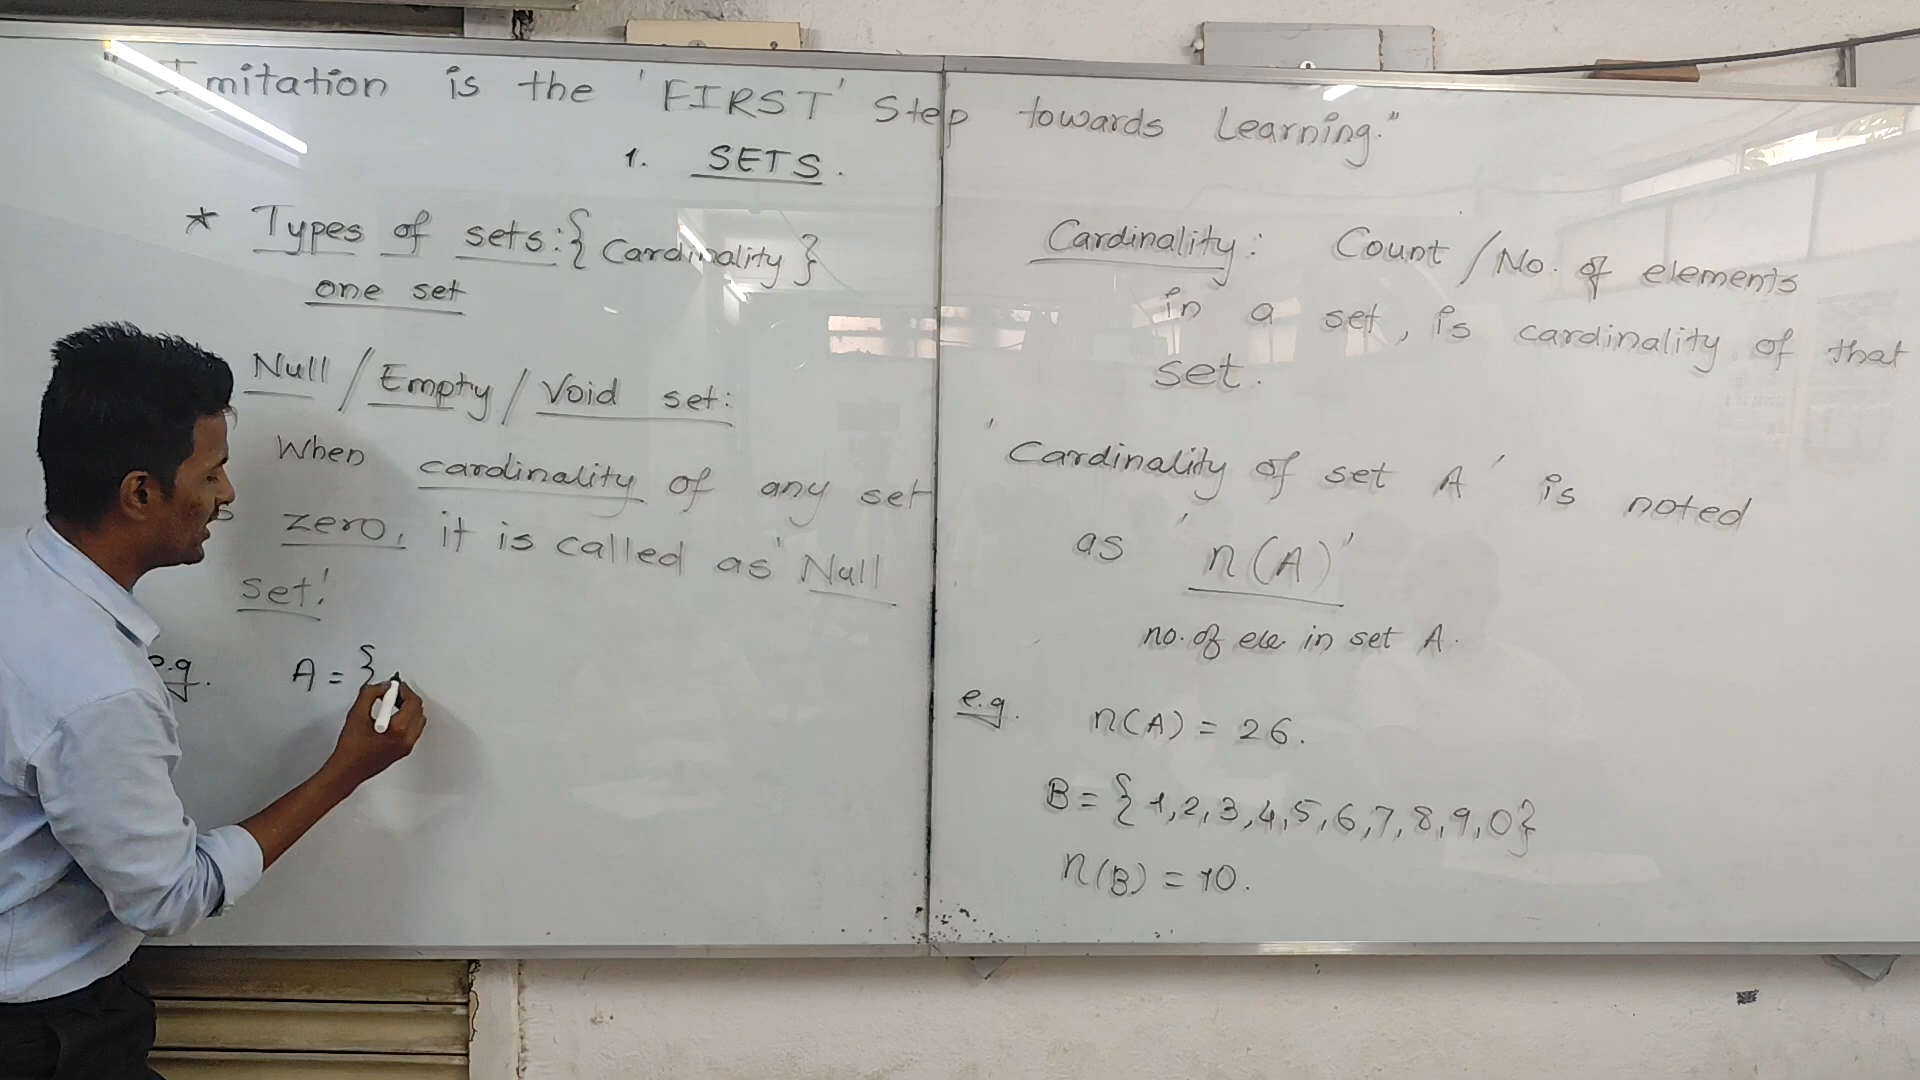 " Imitation is the 'FIRST' Step towards Learning."
1. SETS.
* Types of sets: { Cardinality }
one set
Null / Empty / Void set:
When cardinality of any set
zero, it is called as 'Null
set'
e.g. A = {
Cardinality: Count / No. of elements
in a set, is cardinality of that
set.
'Cardinality of set A' is noted
as 'n(A)'
no. of ele in set A.
e.g. n(A) = 26.
B = { 1,2,3,4,5,6,7,8,9,0}
n(B) = 10.